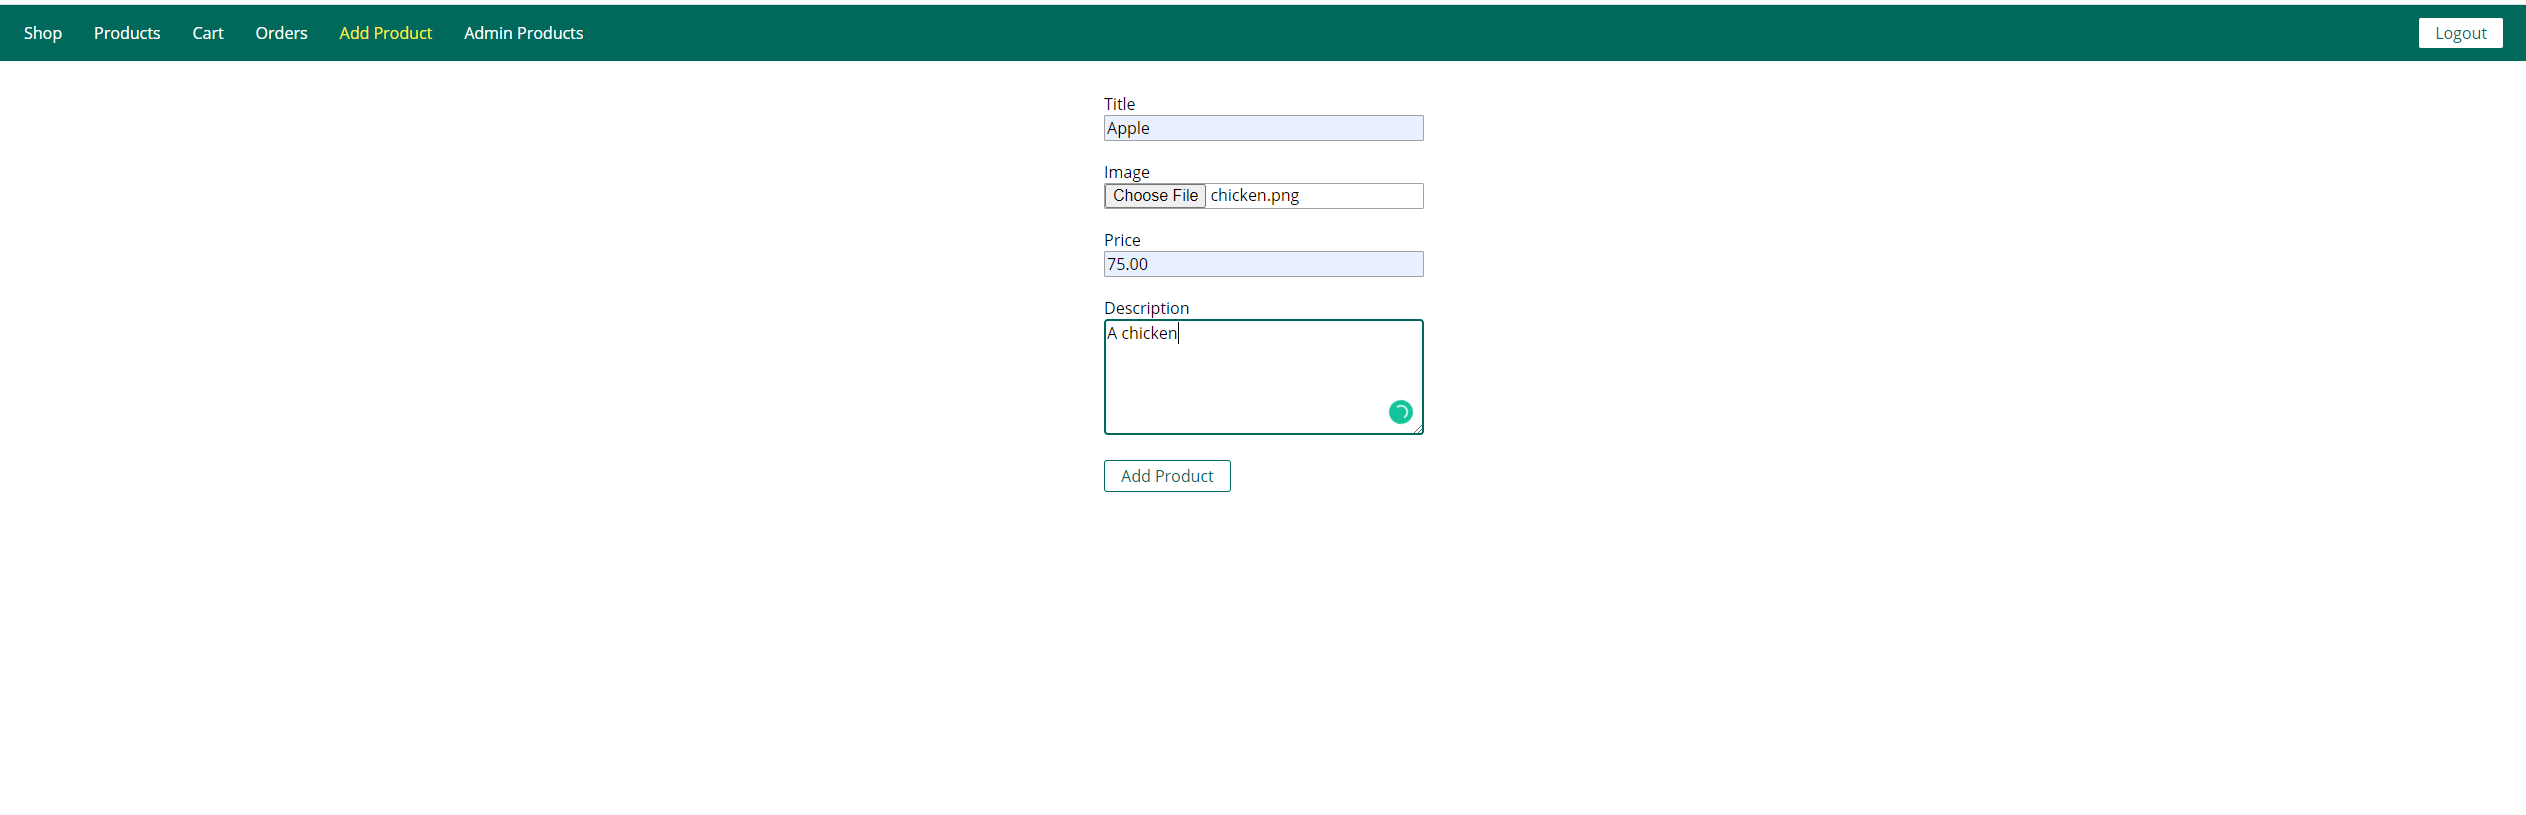 Shop Products Cart Orders Add Product Admin Products Logout
Title
Apple
Image
Choose File chicken.png
Price
75.00
Description
A chicken
Add Product